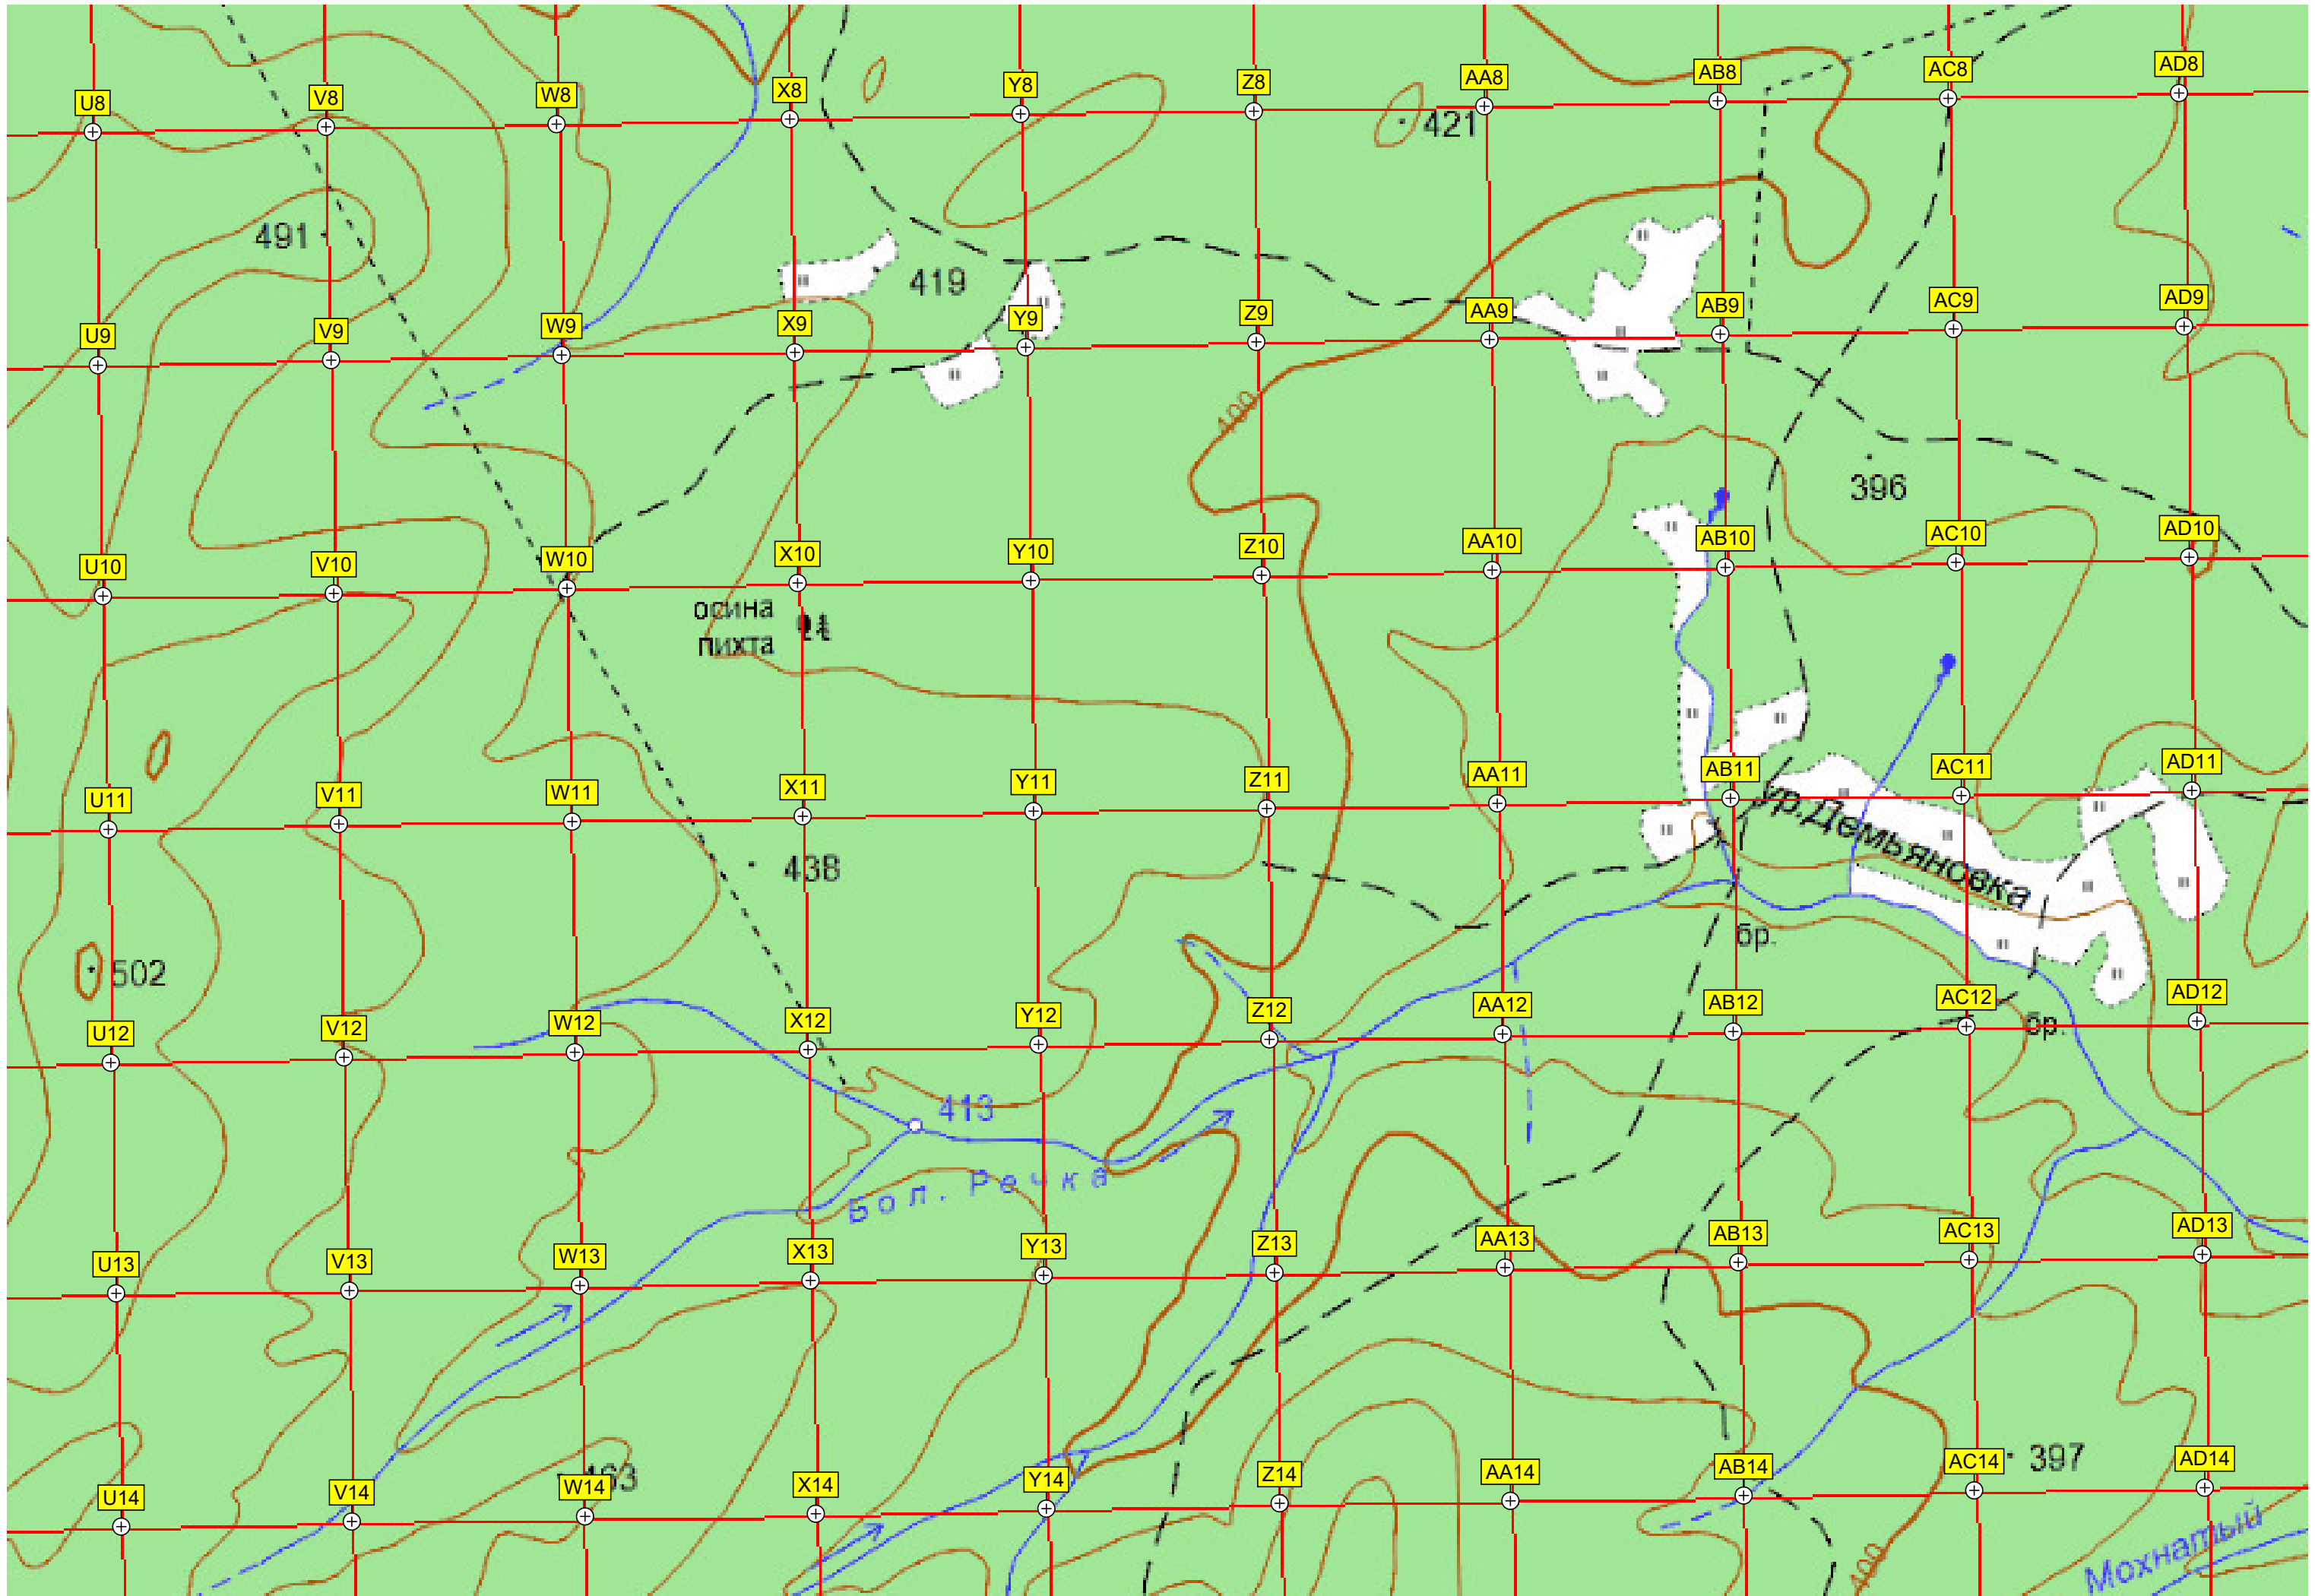 U8 V8 W8 X8 Y8 Z8 AA8 AB8 AC8 AD8
421
491
419
U9 V9 W9 X9 Y9 Z9 AA9 AB9 AC9 AD9
400
396
U10 V10 W10 X10 Y10 Z10 AA10 AB10 AC10 AD10
осина
пихта
U11 V11 W11 X11 Y11 Z11 AA11 AB11 AC11 AD11
ур.Демьяновка
438
бр.
502
U12 V12 W12 X12 Y12 Z12 AA12 AB12 AC12 AD12
бр.
413
Бол. Речка
U13 V13 W13 X13 Y13 Z13 AA13 AB13 AC13 AD13
397
U14 V14 W14 X14 Y14 Z14 AA14 AB14 AC14 AD14
400
Мохнатый